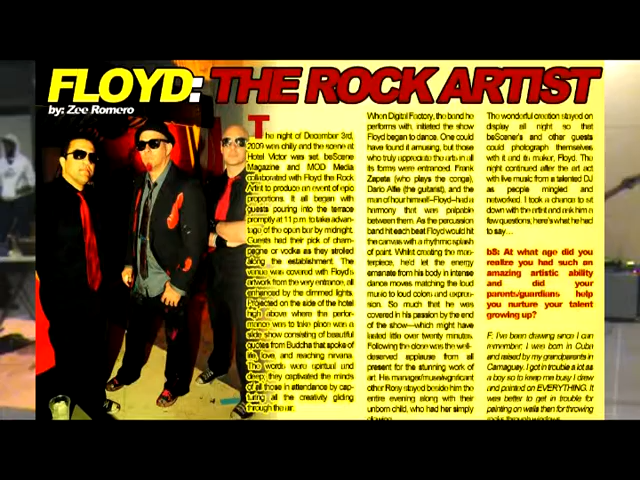 FLOYD: THE ROCK ARTIST
by: Zee Romero
The night of December 3rd,
2009 was chilly and the scene at
Hotel Victor was set. beScene
Magazine and MOD Media
collaborated with Floyd the Rock
Artist to produce an event of epic
proportions. It all began with
guests pouring into the terrace
promptly at 11 p.m. to take advan-
tage of the open bar by midnight.
Guests had their pick of cham-
pagne or vodka as they strolled
along the establishment. The
venue was covered with Floyd's
artwork from the very entrance, all
enhanced by the dimmed lights.
Projected on the side of the hotel
high above where the perfor-
mance was to take place was a
slide show consisting of beautiful
quotes from Buddha that spoke of
life, love, and reaching nirvana.
The words were spiritual and
deep; they captivated the minds
of all those in attendance by cap-
turing all the creativity gliding
through the air.
When Digital Factory, the band he
performs with, initiated the show
Floyd began to dance. One could
have found it amusing, but those
who truly appreciate the arts in all
its forms were entranced. Frank
Zapata (who plays the conga),
Dario Alfie (the guitarist), and the
man of hour himself—Floyd—had a
harmony that was palpable
between them. As the percussion
band hit each beat Floyd would hit
the canvas with a rhythmic splash
of paint. Whilst creating the mas-
terpiece, he'd let the energy
emanate from his body in intense
dance moves matching the loud
music to loud colors and expres-
sion. So much that he was
covered in his passion by the end
of the show—which might have
lasted little over twenty minutes.
Following the close was the well-
deserved applause from all
present for the stunning work of
art. His manager/muse/significant
other Rosy stayed beside him the
entire evening along with their
unborn child, who had her simply
glowing.
The wonderful creation stayed on
display all night so that
beScene's and other guests
could photograph themselves
with it and its maker, Floyd. The
night continued after the art act
with live music from a talented DJ
as people mingled and
networked. I took a chance to sit
down with the artist and ask him a
few questions, here's what he had
to say…
bS: At what age did you
realize you had such an
amazing artistic ability
and did your
parents/guardians help
you nurture your talent
growing up?
F: I've been drawing since I can
remember; I was born in Cuba
and raised by my grandparents in
Camaguey. I got in trouble a lot as
a boy so to keep me busy I drew
and painted on EVERYTHING. It
was better to get in trouble for
painting on walls then for throwing
rocks through windows.